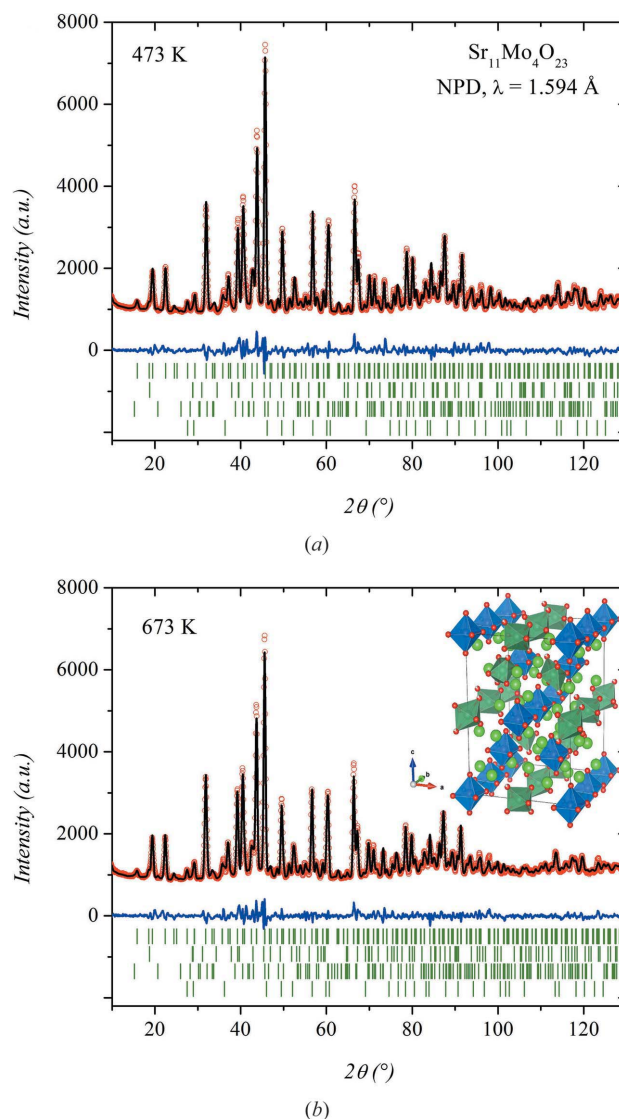 8000
473 K
Sr₁₁Mo₄O₂₃
NPD, λ = 1.594 Å
6000
4000
2000
0
Intensity (a.u.)
20 40 60 80 100 120
2θ (°)
(a)
8000
673 K
6000
4000
2000
0
Intensity (a.u.)
c
b
a
20 40 60 80 100 120
2θ (°)
(b)